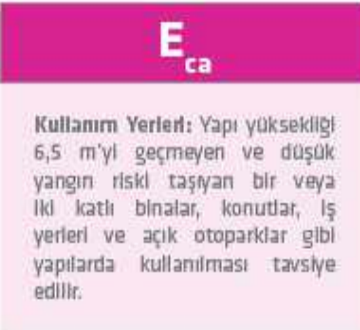 Eca
Kullanım Yerleri: Yapı yüksekliği
6,5 m'yi geçmeyen ve düşük
yangın riski taşıyan bir veya
iki katlı binalar, konutlar, iş
yerleri ve açık otoparklar gibi
yapılarda kullanılması tavsiye
edilir.